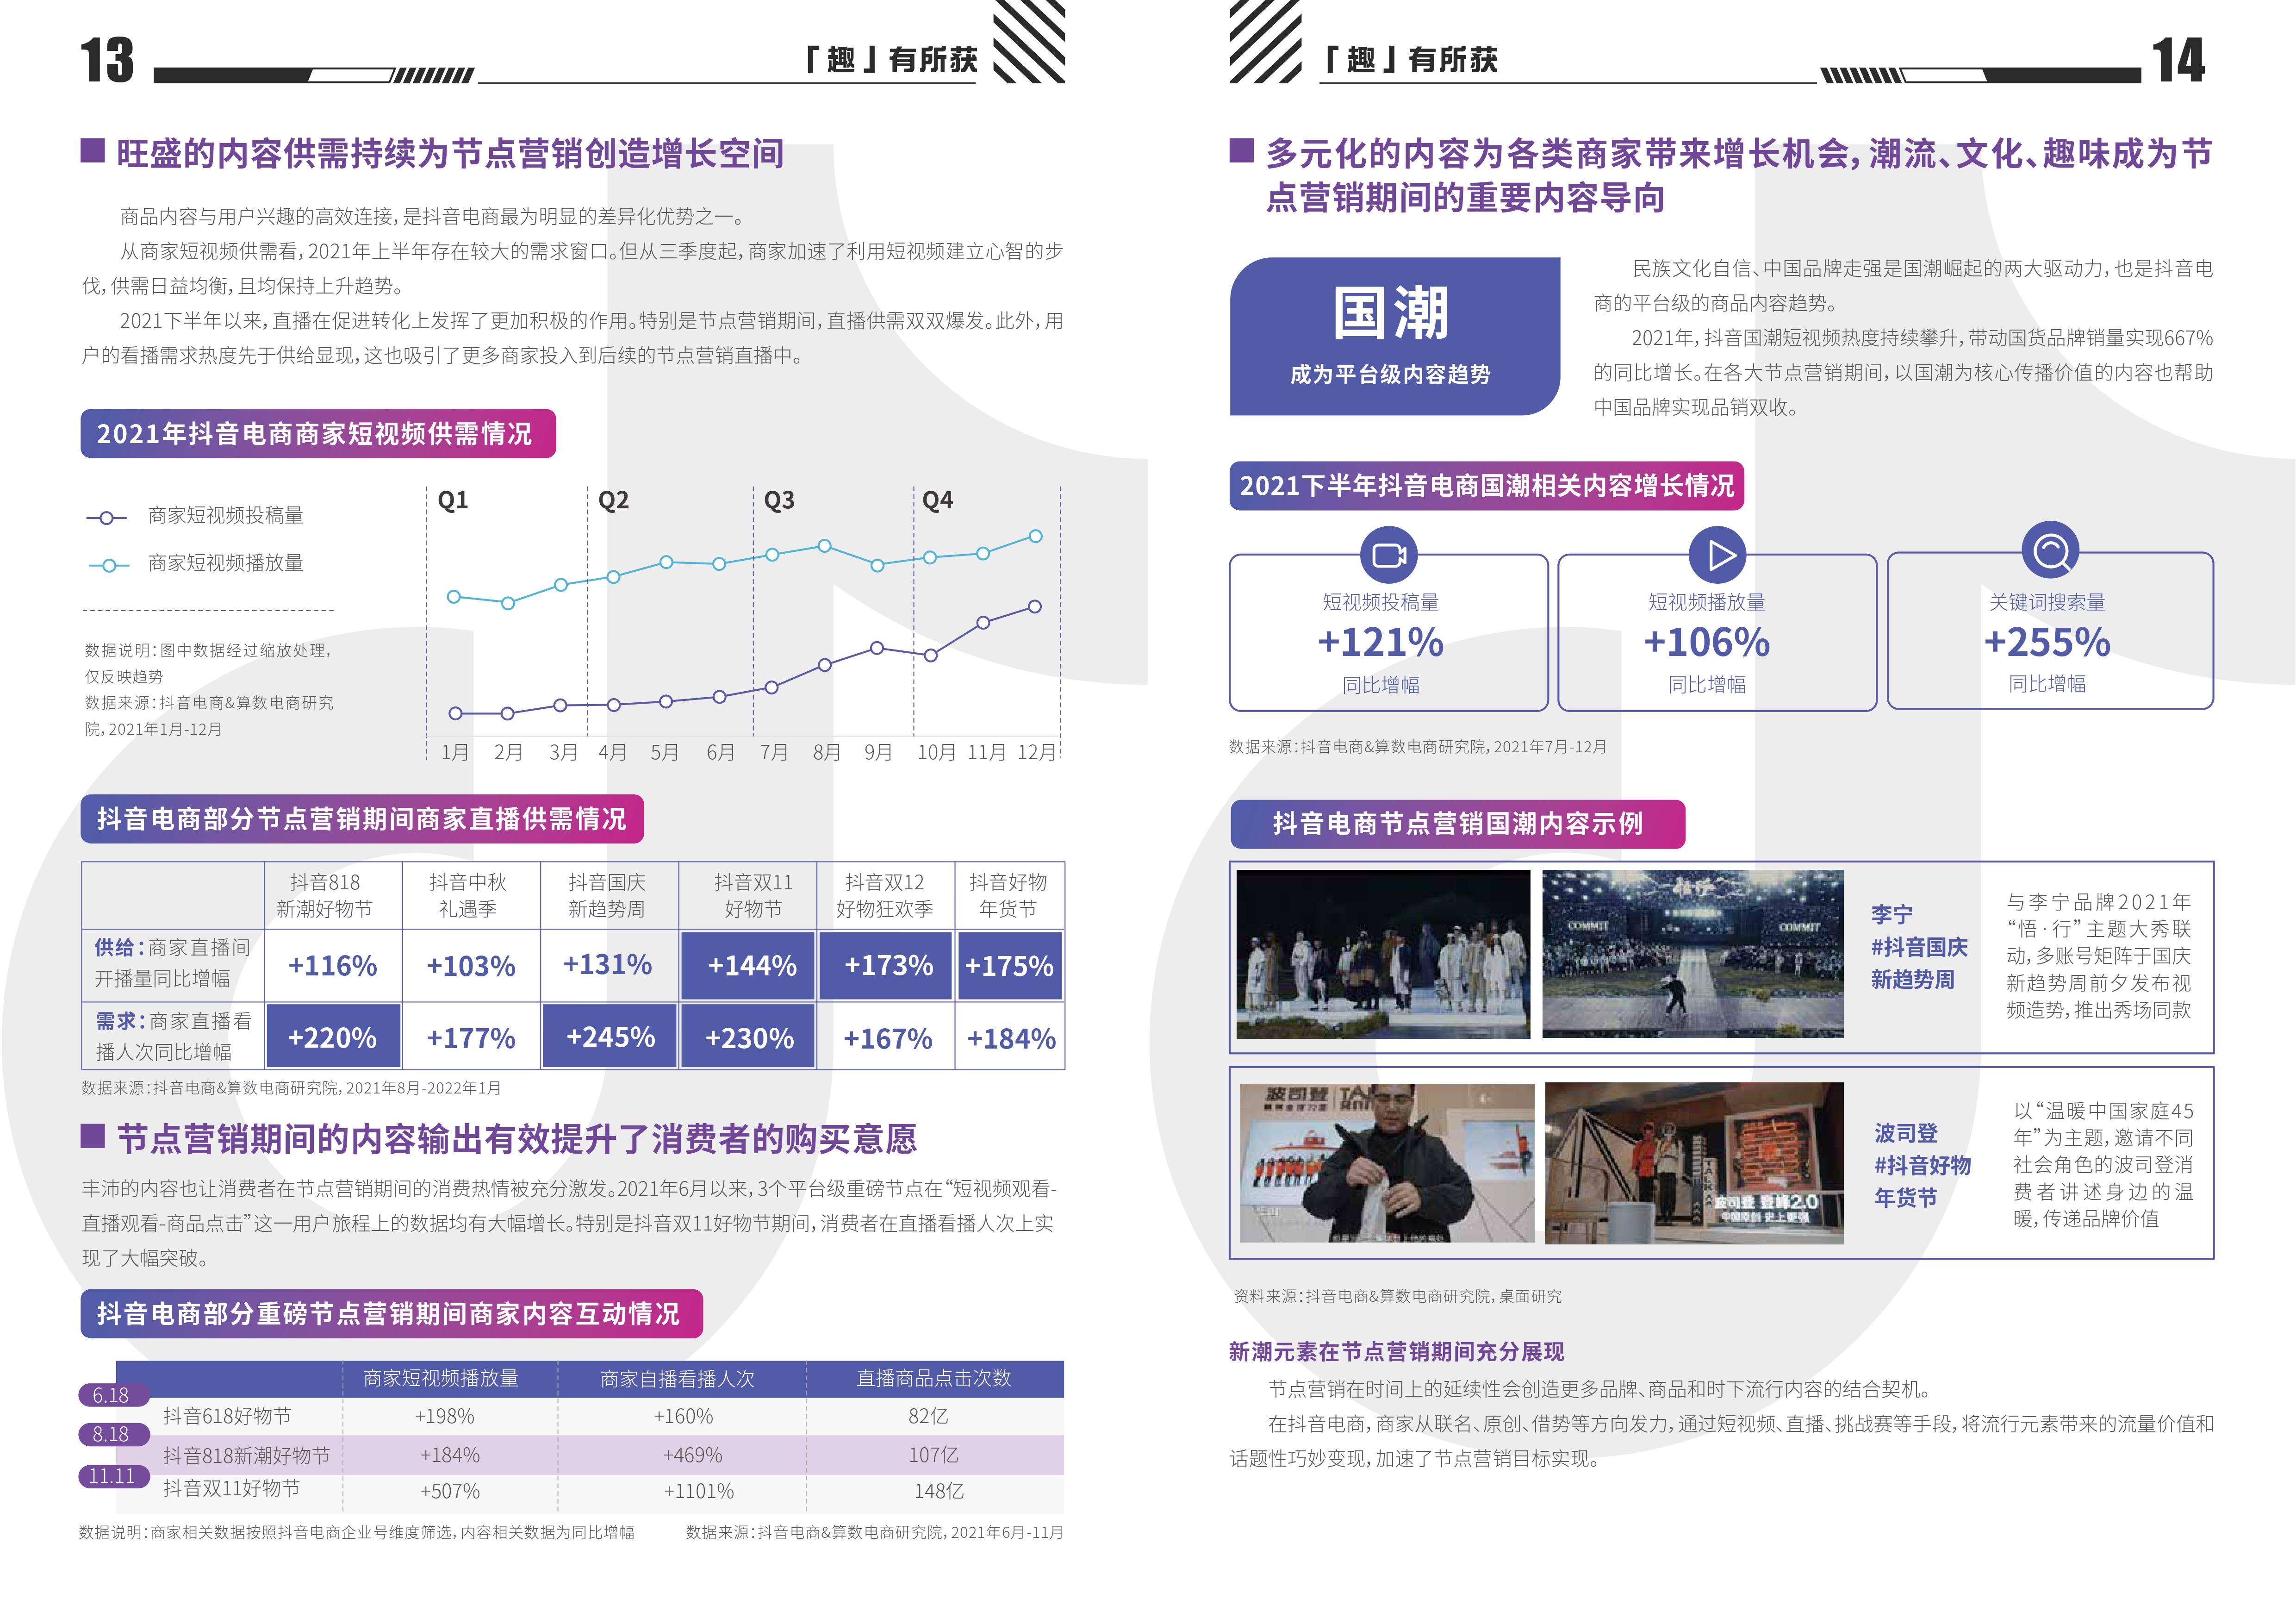 13
「趣」有所获
旺盛的内容供需持续为节点营销创造增长空间
商品内容与用户兴趣的高效连接,是抖音电商最为明显的差异化优势之一。
从商家短视频供需看,2021年上半年存在较大的需求窗口。但从三季度起,商家加速了利用短视频建立心智的步
伐,供需日益均衡,且均保持上升趋势。
2021下半年以来,直播在促进转化上发挥了更加积极的作用。特别是节点营销期间,直播供需双双爆发。此外,用
户的看播需求热度先于供给显现,这也吸引了更多商家投入到后续的节点营销直播中。
2021年抖音电商商家短视频供需情况
商家短视频投稿量
商家短视频播放量
数据说明:图中数据经过缩放处理,
仅反映趋势
数据来源:抖音电商&算数电商研究
院,2021年1月-12月
Q1 Q2 Q3 Q4
1月 2月 3月 4月 5月 6月 7月 8月 9月 10月 11月 12月
抖音电商部分节点营销期间商家直播供需情况
抖音818 抖音中秋 抖音国庆 抖音双11 抖音双12 抖音好物
新潮好物节 礼遇季 新趋势周 好物节 好物狂欢季 年货节
供给:商家直播间
开播量同比增幅
+116% +103% +131% +144% +173% +175%
需求:商家直播看
播人次同比增幅
+220% +177% +245% +230% +167% +184%
数据来源:抖音电商&算数电商研究院,2021年8月-2022年1月
节点营销期间的内容输出有效提升了消费者的购买意愿
丰沛的内容也让消费者在节点营销期间的消费热情被充分激发。2021年6月以来,3个平台级重磅节点在“短视频观看-
直播观看-商品点击”这一用户旅程上的数据均有大幅增长。特别是抖音双11好物节期间,消费者在直播看播人次上实
现了大幅突破。
抖音电商部分重磅节点营销期间商家内容互动情况
商家短视频播放量 商家自播看播人次 直播商品点击次数
6.18
抖音618好物节 +198% +160% 82亿
8.18
抖音818新潮好物节 +184% +469% 107亿
11.11
抖音双11好物节 +507% +1101% 148亿
数据说明:商家相关数据按照抖音电商企业号维度筛选,内容相关数据为同比增幅 数据来源:抖音电商&算数电商研究院,2021年6月-11月
「趣」有所获
14
多元化的内容为各类商家带来增长机会,潮流、文化、趣味成为节
点营销期间的重要内容导向
国潮
成为平台级内容趋势
民族文化自信、中国品牌走强是国潮崛起的两大驱动力,也是抖音电
商的平台级的商品内容趋势。
2021年,抖音国潮短视频热度持续攀升,带动国货品牌销量实现667%
的同比增长。在各大节点营销期间,以国潮为核心传播价值的内容也帮助
中国品牌实现品销双收。
2021下半年抖音电商国潮相关内容增长情况
短视频投稿量
+121%
同比增幅
短视频播放量
+106%
同比增幅
关键词搜索量
+255%
同比增幅
数据来源:抖音电商&算数电商研究院,2021年7月-12月
抖音电商节点营销国潮内容示例
COMMIT COMMIT
李宁
#抖音国庆
新趋势周
与李宁品牌2021年
“悟·行”主题大秀联
动,多账号矩阵于国庆
新趋势周前夕发布视
频造势,推出秀场同款
波司登
波司登 登峰2.0
中国原创 史上更强
波司登
#抖音好物
年货节
以“温暖中国家庭45
年”为主题,邀请不同
社会角色的波司登消
费者讲述身边的温
暖,传递品牌价值
资料来源:抖音电商&算数电商研究院,桌面研究
新潮元素在节点营销期间充分展现
节点营销在时间上的延续性会创造更多品牌、商品和时下流行内容的结合契机。
在抖音电商,商家从联名、原创、借势等方向发力,通过短视频、直播、挑战赛等手段,将流行元素带来的流量价值和
话题性巧妙变现,加速了节点营销目标实现。